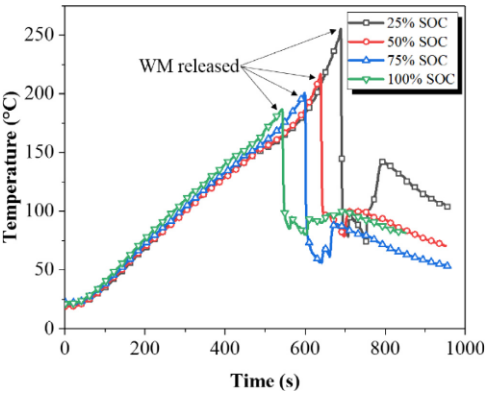 250
200
150
100
50
0
Temperature (°C)
WM released
25% SOC
50% SOC
75% SOC
100% SOC
0 200 400 600 800 1000
Time (s)